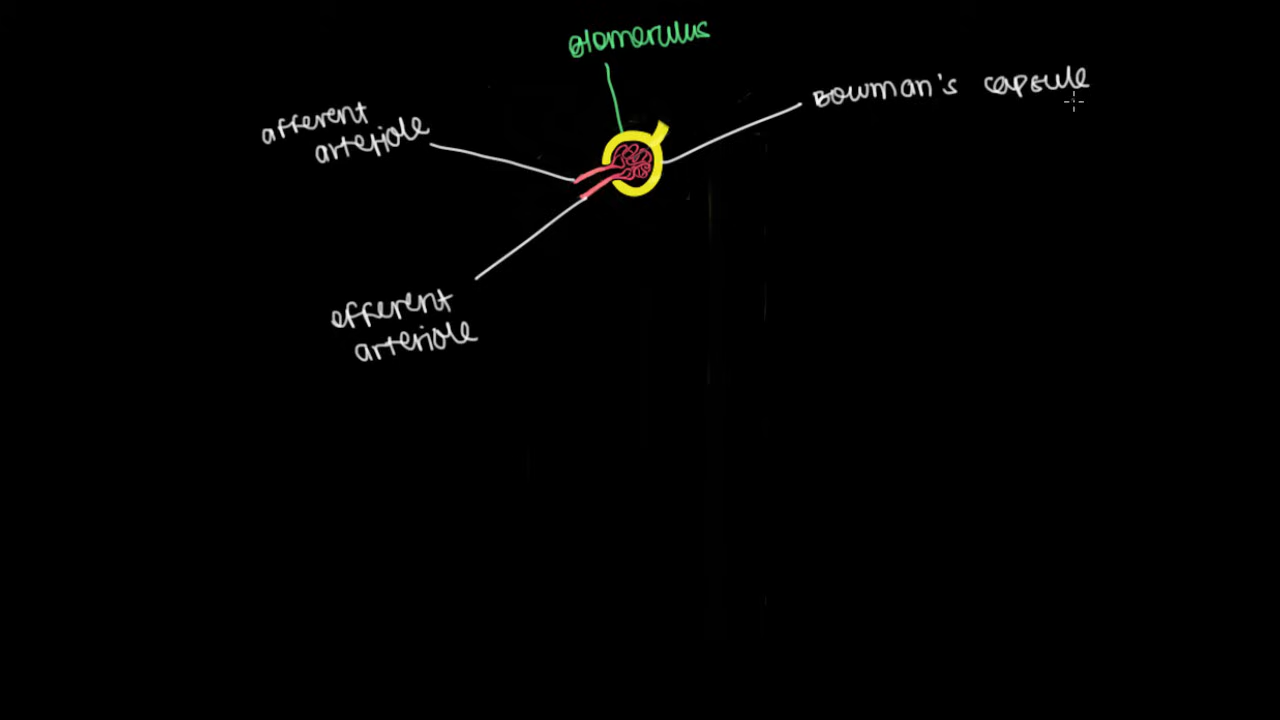 glomerulus
Bowman's capsule
afferent
arteriole
efferent
arteriole